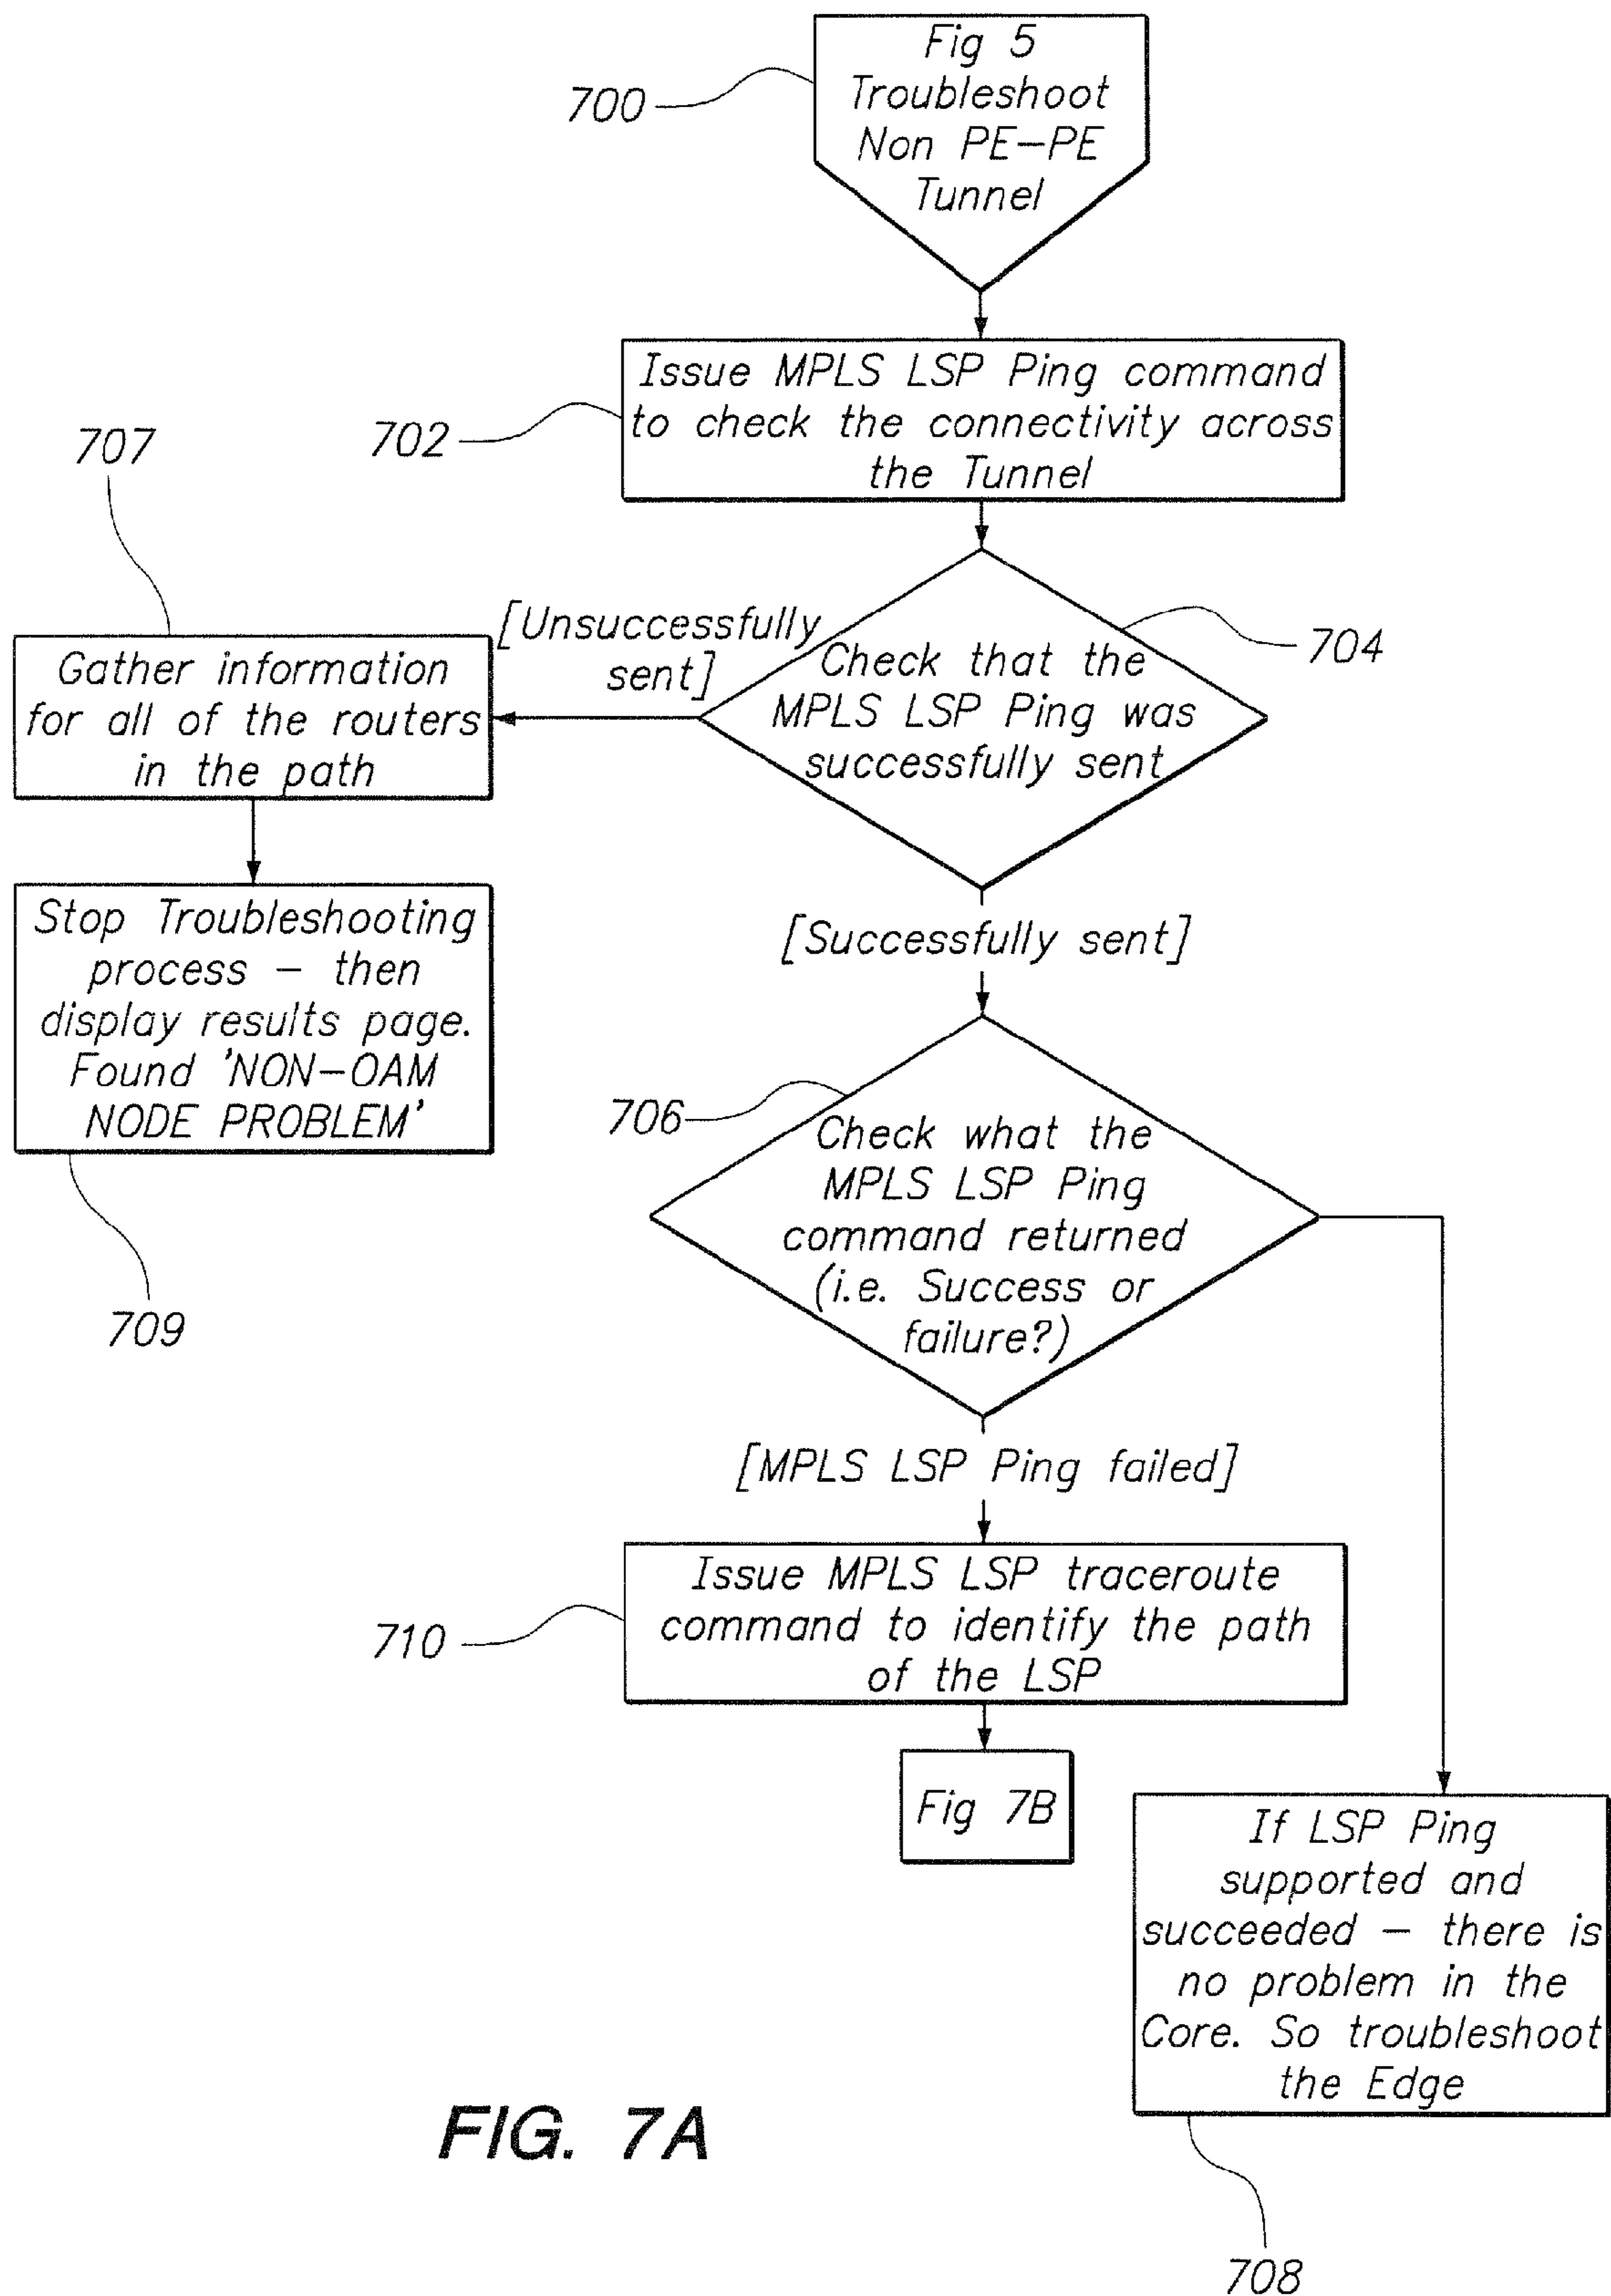 Fig 5
Troubleshoot
Non PE-PE
Tunnel
700
Issue MPLS LSP Ping command
to check the connectivity across
the Tunnel
702
707
[Unsuccessfully
sent]
704
Check that the
MPLS LSP Ping was
successfully sent
Gather information
for all of the routers
in the path
Stop Troubleshooting
process – then
display results page.
Found 'NON-OAM
NODE PROBLEM'
709
[Successfully sent]
706
Check what the
MPLS LSP Ping
command returned
(i.e. Success or
failure?)
[MPLS LSP Ping failed]
Issue MPLS LSP traceroute
command to identify the path
of the LSP
710
Fig 7B
If LSP Ping
supported and
succeeded – there is
no problem in the
Core. So troubleshoot
the Edge
708
FIG. 7A